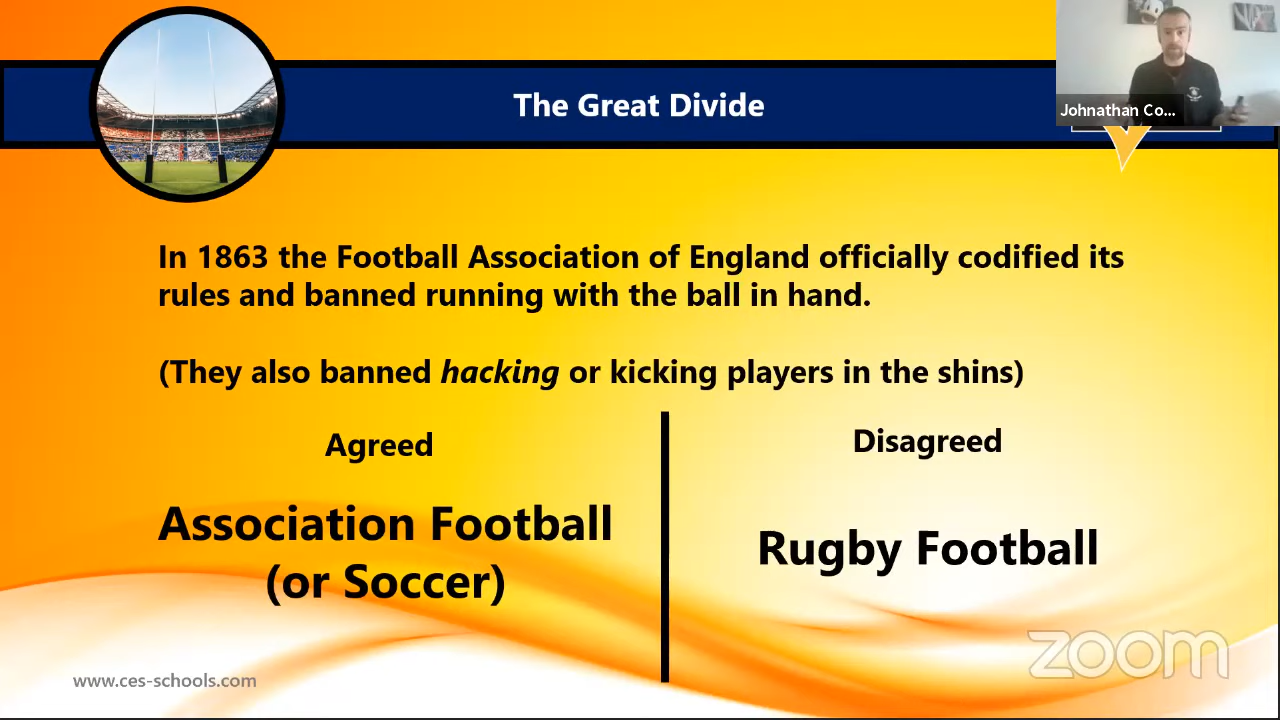 The Great Divide
Johnathan Co...
In 1863 the Football Association of England officially codified its
rules and banned running with the ball in hand.
(They also banned hacking or kicking players in the shins)
Agreed
Disagreed
Association Football
(or Soccer)
Rugby Football
zoom
www.ces-schools.com